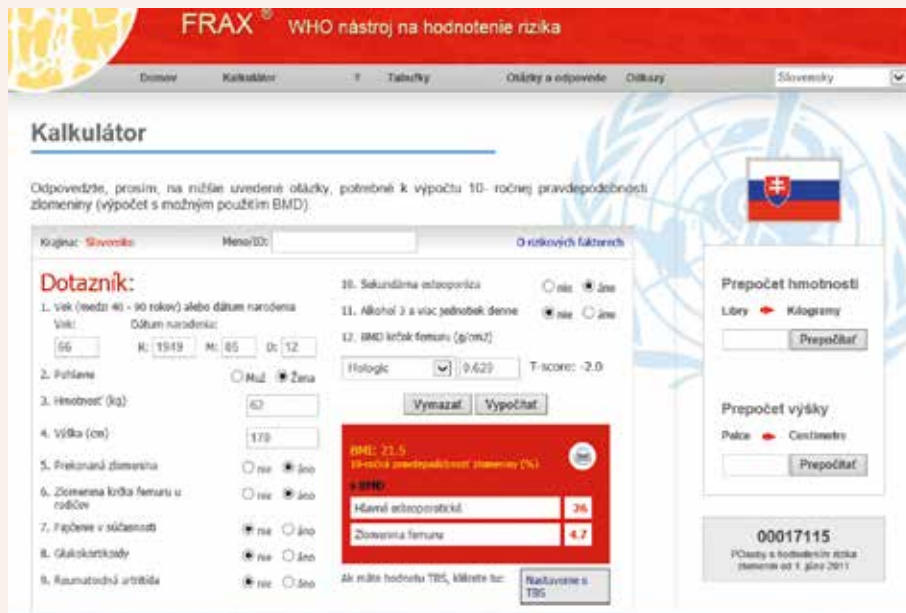 FRAX ® WHO nástroj na hodnotenie rizika
Domov Kalkulátor Tabuľky Otázky a odpovede Odkazy Slovensky
Kalkulátor
Odpovedzte, prosím, na nižšie uvedené otázky, potrebné k výpočtu 10- ročnej pravdepodobnosti
zlomeniny (výpočet s možným použitím BMD).
Krajina: Slovensko Meno/ID: O rizikových faktoroch
Dotazník:
1. Vek (medzi 40 - 90 rokov) alebo dátum narodenia
Vek: Dátum narodenia:
66 R: 1949 M: 05 D: 12
2. Pohlavie Muž Žena
3. Hmotnosť (kg) 62
4. Výška (cm) 170
5. Prekonaná zlomenina nie áno
6. Zlomenina krčka femuru u
rodičov nie áno
7. Fajčenie v súčasnosti nie áno
8. Glukokortikoidy nie áno
9. Reumatoidná artritída nie áno
10. Sekundárna osteoporóza nie áno
11. Alkohol 3 a viac jednotiek denne nie áno
12. BMD krčok femuru (g/cm2)
Hologic 0.629 T-score: -2.0
Vymazať Vypočítať
BMI: 21.5
10-ročná pravdepodobnosť zlomeniny (%)
s BMD
Hlavné osteoporotické 36
Zlomenina femuru 4.7
Ak máte hodnotu TBS, kliknite tu: Nastavenie s
TBS
Prepočet hmotnosti
Libry Kilogramy
Prepočítať
Prepočet výšky
Palce Centimetre
Prepočítať
00017115
rizika
zlomenín od 1. júna 2011